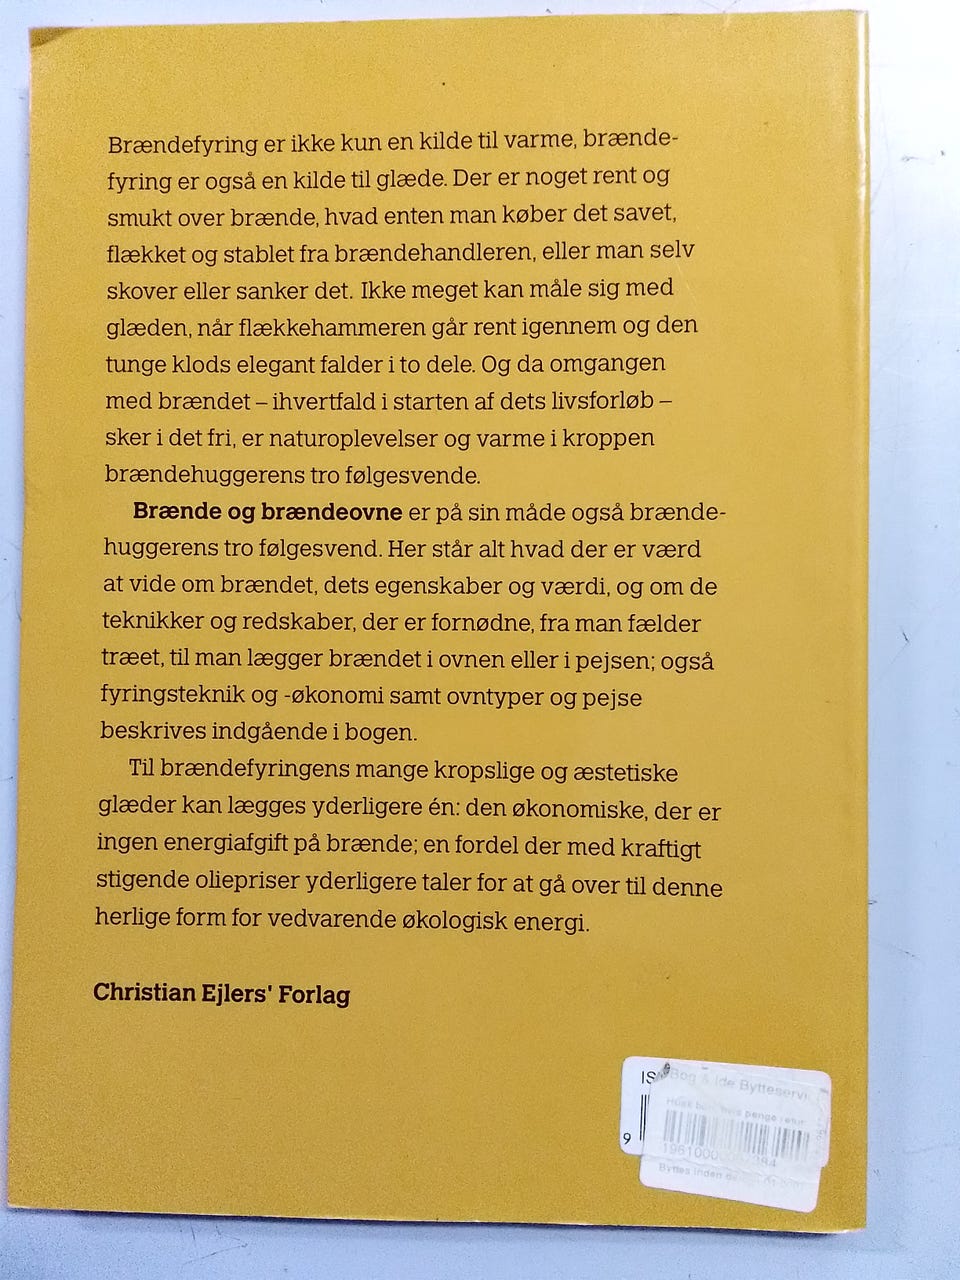 Brændefyring er ikke kun en kilde til varme, brænde-
fyring er også en kilde til glæde. Der er noget rent og
smukt over brænde, hvad enten man køber det savet,
flækket og stablet fra brændehandleren, eller man selv
skover eller sanker det. Ikke meget kan måle sig med
glæden, når flækkehammeren går rent igennem og den
tunge klods elegant falder i to dele. Og da omgangen
med brændet – ihvertfald i starten af dets livsforløb –
sker i det fri, er naturoplevelser og varme i kroppen
brændehuggerens tro følgesvende.
Brænde og brændeovne er på sin måde også brænde-
huggerens tro følgesvend. Her står alt hvad der er værd
at vide om brændet, dets egenskaber og værdi, og om de
teknikker og redskaber, der er fornødne, fra man fælder
træet, til man lægger brændet i ovnen eller i pejsen; også
fyringsteknik og -økonomi samt ovntyper og pejse
beskrives indgående i bogen.
Til brændefyringens mange kropslige og æstetiske
glæder kan lægges yderligere én: den økonomiske, der er
ingen energiafgift på brænde; en fordel der med kraftigt
stigende oliepriser yderligere taler for at gå over til denne
herlige form for vedvarende økologisk energi.
Christian Ejlers' Forlag
Bog & Ide
Husk penge retur
9
Byttes inden